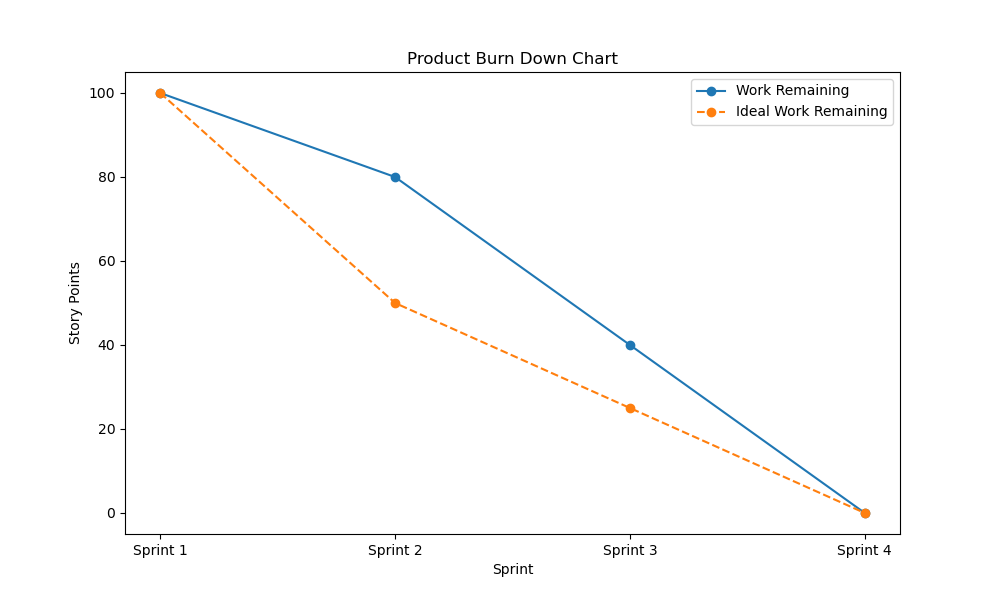 Product Burn Down Chart
Work Remaining
Ideal Work Remaining
100
80
60
40
20
0
Story Points
Sprint 1
Sprint 2
Sprint 3
Sprint 4
Sprint